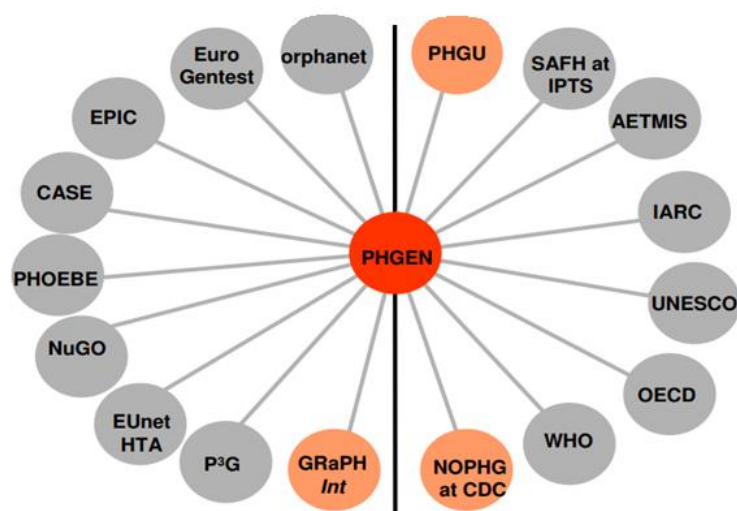 Euro
Gentest
orphanet
PHGU
SAFH at
IPTS
EPIC
AETMIS
CASE
IARC
PHGEN
PHOEBE
UNESCO
NuGO
OECD
EUnet
HTA
WHO
P³G
GRaPH
Int
NOPHG
at CDC